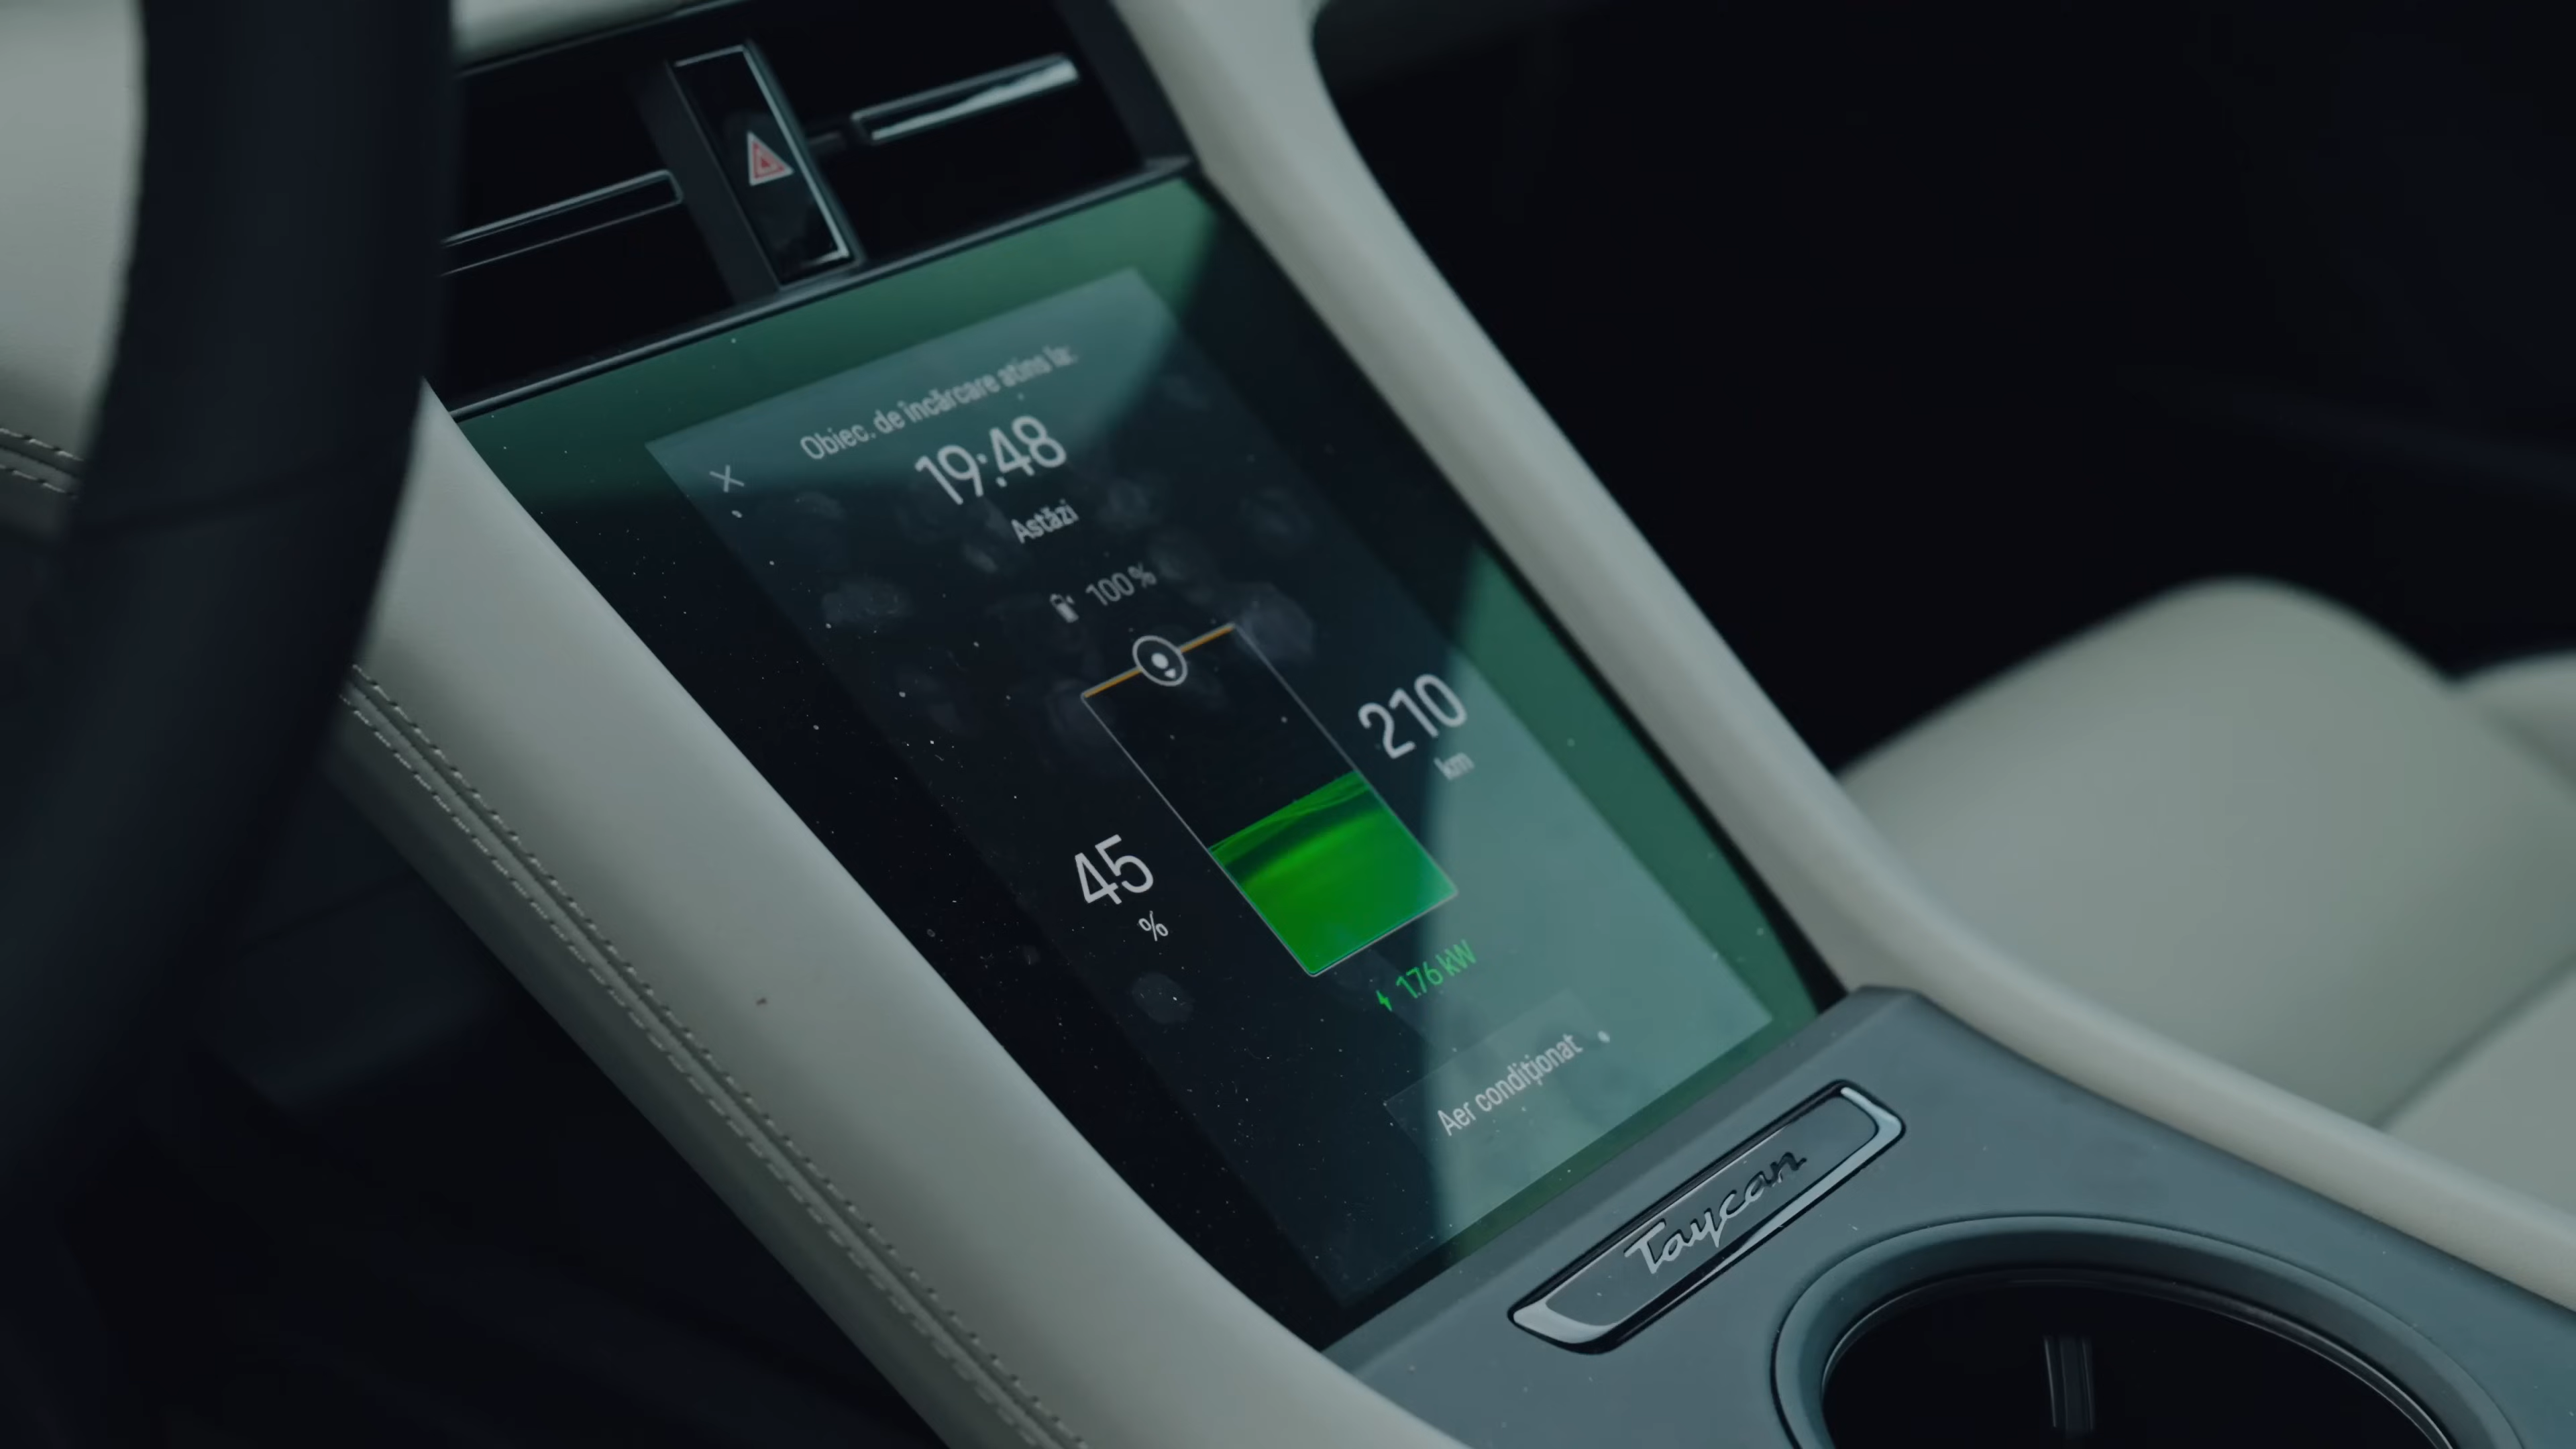 Obiec. de încărcare atins la:
19:48
Astăzi
100 %
210
km
45
%
176 kW
Aer condiționat
Taycan